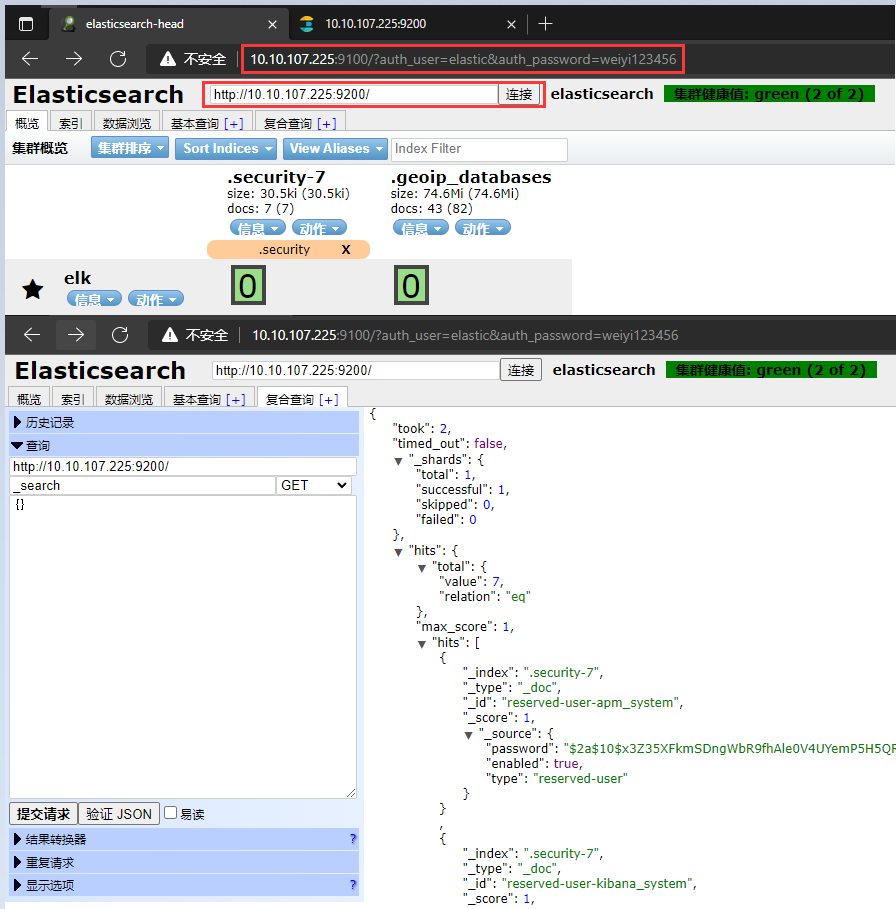 elasticsearch-head
10.10.107.225:9200
不安全
10.10.107.225:9100/?auth_user=elastic&auth_password=weiyi123456
Elasticsearch
http://10.10.107.225:9200/
连接
elasticsearch
集群健康值: green (2 of 2)
概览
索引
数据浏览
基本查询 [+]
复合查询 [+]
集群概览
集群排序
Sort Indices
View Aliases
Index Filter
.security-7
size: 30.5ki (30.5ki)
docs: 7 (7)
信息
动作
.geoip_databases
size: 74.6Mi (74.6Mi)
docs: 43 (82)
信息
动作
.security
X
elk
信息
动作
0
0
不安全
10.10.107.225:9100/?auth_user=elastic&auth_password=weiyi123456
Elasticsearch
http://10.10.107.225:9200/
连接
elasticsearch
集群健康值: green (2 of 2)
概览
索引
数据浏览
基本查询 [+]
复合查询 [+]
历史记录
查询
http://10.10.107.225:9200/
_search
GET
{}
提交请求
验证 JSON
易读
结果转换器
?
重复请求
显示选项
?
{
"took": 2,
"timed_out": false,
"_shards": {
"total": 1,
"successful": 1,
"skipped": 0,
"failed": 0
},
"hits": {
"total": {
"value": 7,
"relation": "eq"
},
"max_score": 1,
"hits": [
{
"_index": ".security-7",
"_type": "_doc",
"_id": "reserved-user-apm_system",
"_score": 1,
"_source": {
"password": "$2a$10$x3Z35XFkmSDngWbR9fhAle0V4UYemP5H5QF
"enabled": true,
"type": "reserved-user"
}
}
,
{
"_index": ".security-7",
"_type": "_doc",
"_id": "reserved-user-kibana_system",
"_score": 1,